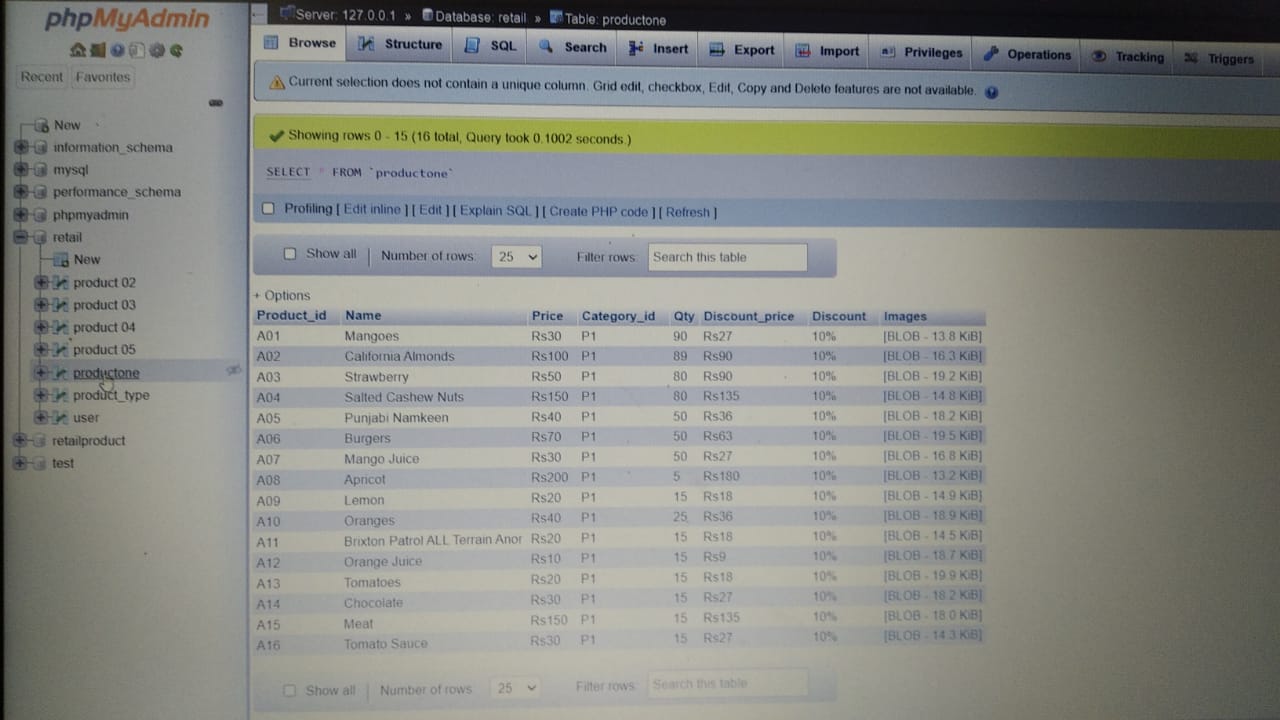 phpMyAdmin
Recent Favorites
New
information_schema
mysql
performance_schema
phpmyadmin
retail
New
product 02
product 03
product 04
product 05
productone
product_type
user
retailproduct
test
Server: 127.0.0.1 » Database: retail » Table: productone
Browse Structure SQL Search Insert Export Import Privileges Operations Tracking Triggers
Current selection does not contain a unique column. Grid edit, checkbox, Edit, Copy and Delete features are not available.
Showing rows 0 - 15 (16 total, Query took 0.1002 seconds.)
SELECT * FROM `productone`
Profiling [ Edit inline ] [ Edit ] [ Explain SQL ] [ Create PHP code ] [ Refresh ]
Show all Number of rows: 25 Filter rows: Search this table
+ Options
Product_id Name Price Category_id Qty Discount_price Discount Images
A01 Mangoes Rs30 P1 90 Rs27 10% [BLOB - 13.8 KiB]
A02 California Almonds Rs100 P1 89 Rs90 10% [BLOB - 16.3 KiB]
A03 Strawberry Rs50 P1 80 Rs90 10% [BLOB - 19.2 KiB]
A04 Salted Cashew Nuts Rs150 P1 80 Rs135 10% [BLOB - 14.8 KiB]
A05 Punjabi Namkeen Rs40 P1 50 Rs36 10% [BLOB - 18.2 KiB]
A06 Burgers Rs70 P1 50 Rs63 10% [BLOB - 19.5 KiB]
A07 Mango Juice Rs30 P1 50 Rs27 10% [BLOB - 16.8 KiB]
A08 Apricot Rs200 P1 5 Rs180 10% [BLOB - 13.2 KiB]
A09 Lemon Rs20 P1 15 Rs18 10% [BLOB - 14.9 KiB]
A10 Oranges Rs40 P1 25 Rs36 10% [BLOB - 18.9 KiB]
A11 Brixton Patrol ALL Terrain Anor Rs20 P1 15 Rs18 10% [BLOB - 14.5 KiB]
A12 Orange Juice Rs10 P1 15 Rs9 10% [BLOB - 18.7 KiB]
A13 Tomatoes Rs20 P1 15 Rs18 10% [BLOB - 19.9 KiB]
A14 Chocolate Rs30 P1 15 Rs27 10% [BLOB - 18.2 KiB]
A15 Meat Rs150 P1 15 Rs135 10% [BLOB - 18.0 KiB]
A16 Tomato Sauce Rs30 P1 15 Rs27 10% [BLOB - 14.3 KiB]
Show all Number of rows: 25 Filter rows: Search this table